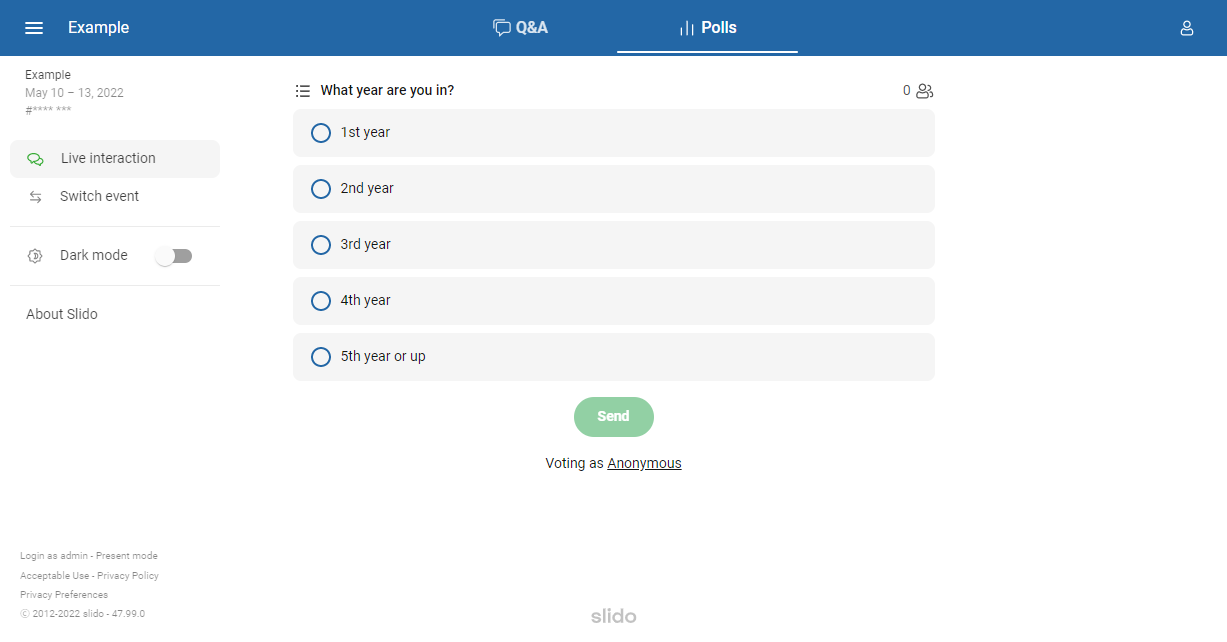 Example
Q&A
Polls
Example
May 10 – 13, 2022
#**** ***
Live interaction
Switch event
Dark mode
About Slido
What year are you in?
0
1st year
2nd year
3rd year
4th year
5th year or up
Send
Voting as Anonymous
Login as admin - Present mode
Acceptable Use - Privacy Policy
Privacy Preferences
© 2012-2022 slido - 47.99.0
slido